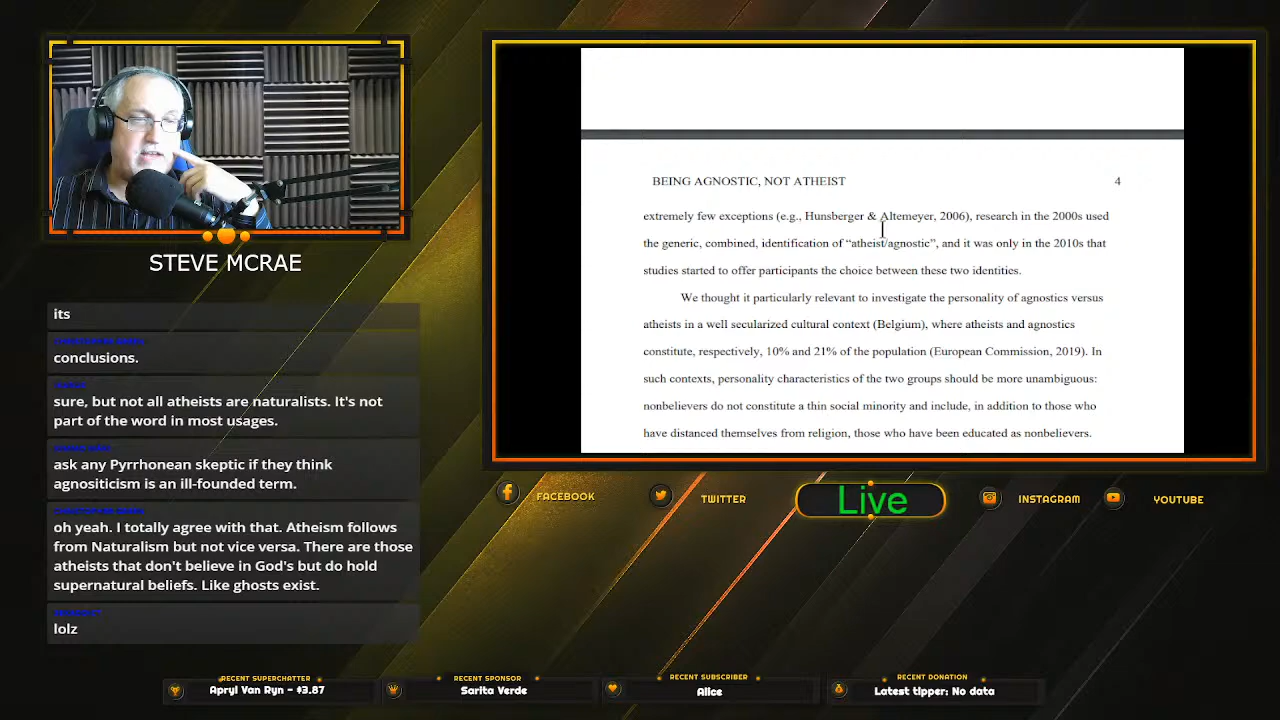 STEVE MCRAE
its
conclusions.
sure, but not all atheists are naturalists. It's not
part of the word in most usages.
ask any Pyrrhonean skeptic if they think
agnositicism is an ill-founded term.
oh yeah. I totally agree with that. Atheism follows
from Naturalism but not vice versa. There are those
atheists that don't believe in God's but do hold
supernatural beliefs. Like ghosts exist.
lolz
BEING AGNOSTIC, NOT ATHEIST 4
extremely few exceptions (e.g., Hunsberger & Altemeyer, 2006), research in the 2000s used
the generic, combined, identification of “atheist/agnostic”, and it was only in the 2010s that
studies started to offer participants the choice between these two identities.
We thought it particularly relevant to investigate the personality of agnostics versus
atheists in a well secularized cultural context (Belgium), where atheists and agnostics
constitute, respectively, 10% and 21% of the population (European Commission, 2019). In
such contexts, personality characteristics of the two groups should be more unambiguous:
nonbelievers do not constitute a thin social minority and include, in addition to those who
have distanced themselves from religion, those who have been educated as nonbelievers.
FACEBOOK
TWITTER
Live
INSTAGRAM
YOUTUBE
RECENT SUPERCHATTER
Apryl Van Ryn - $3.87
RECENT SPONSOR
Sarita Verde
RECENT SUBSCRIBER
Alice
RECENT DONATION
Latest tipper: No data